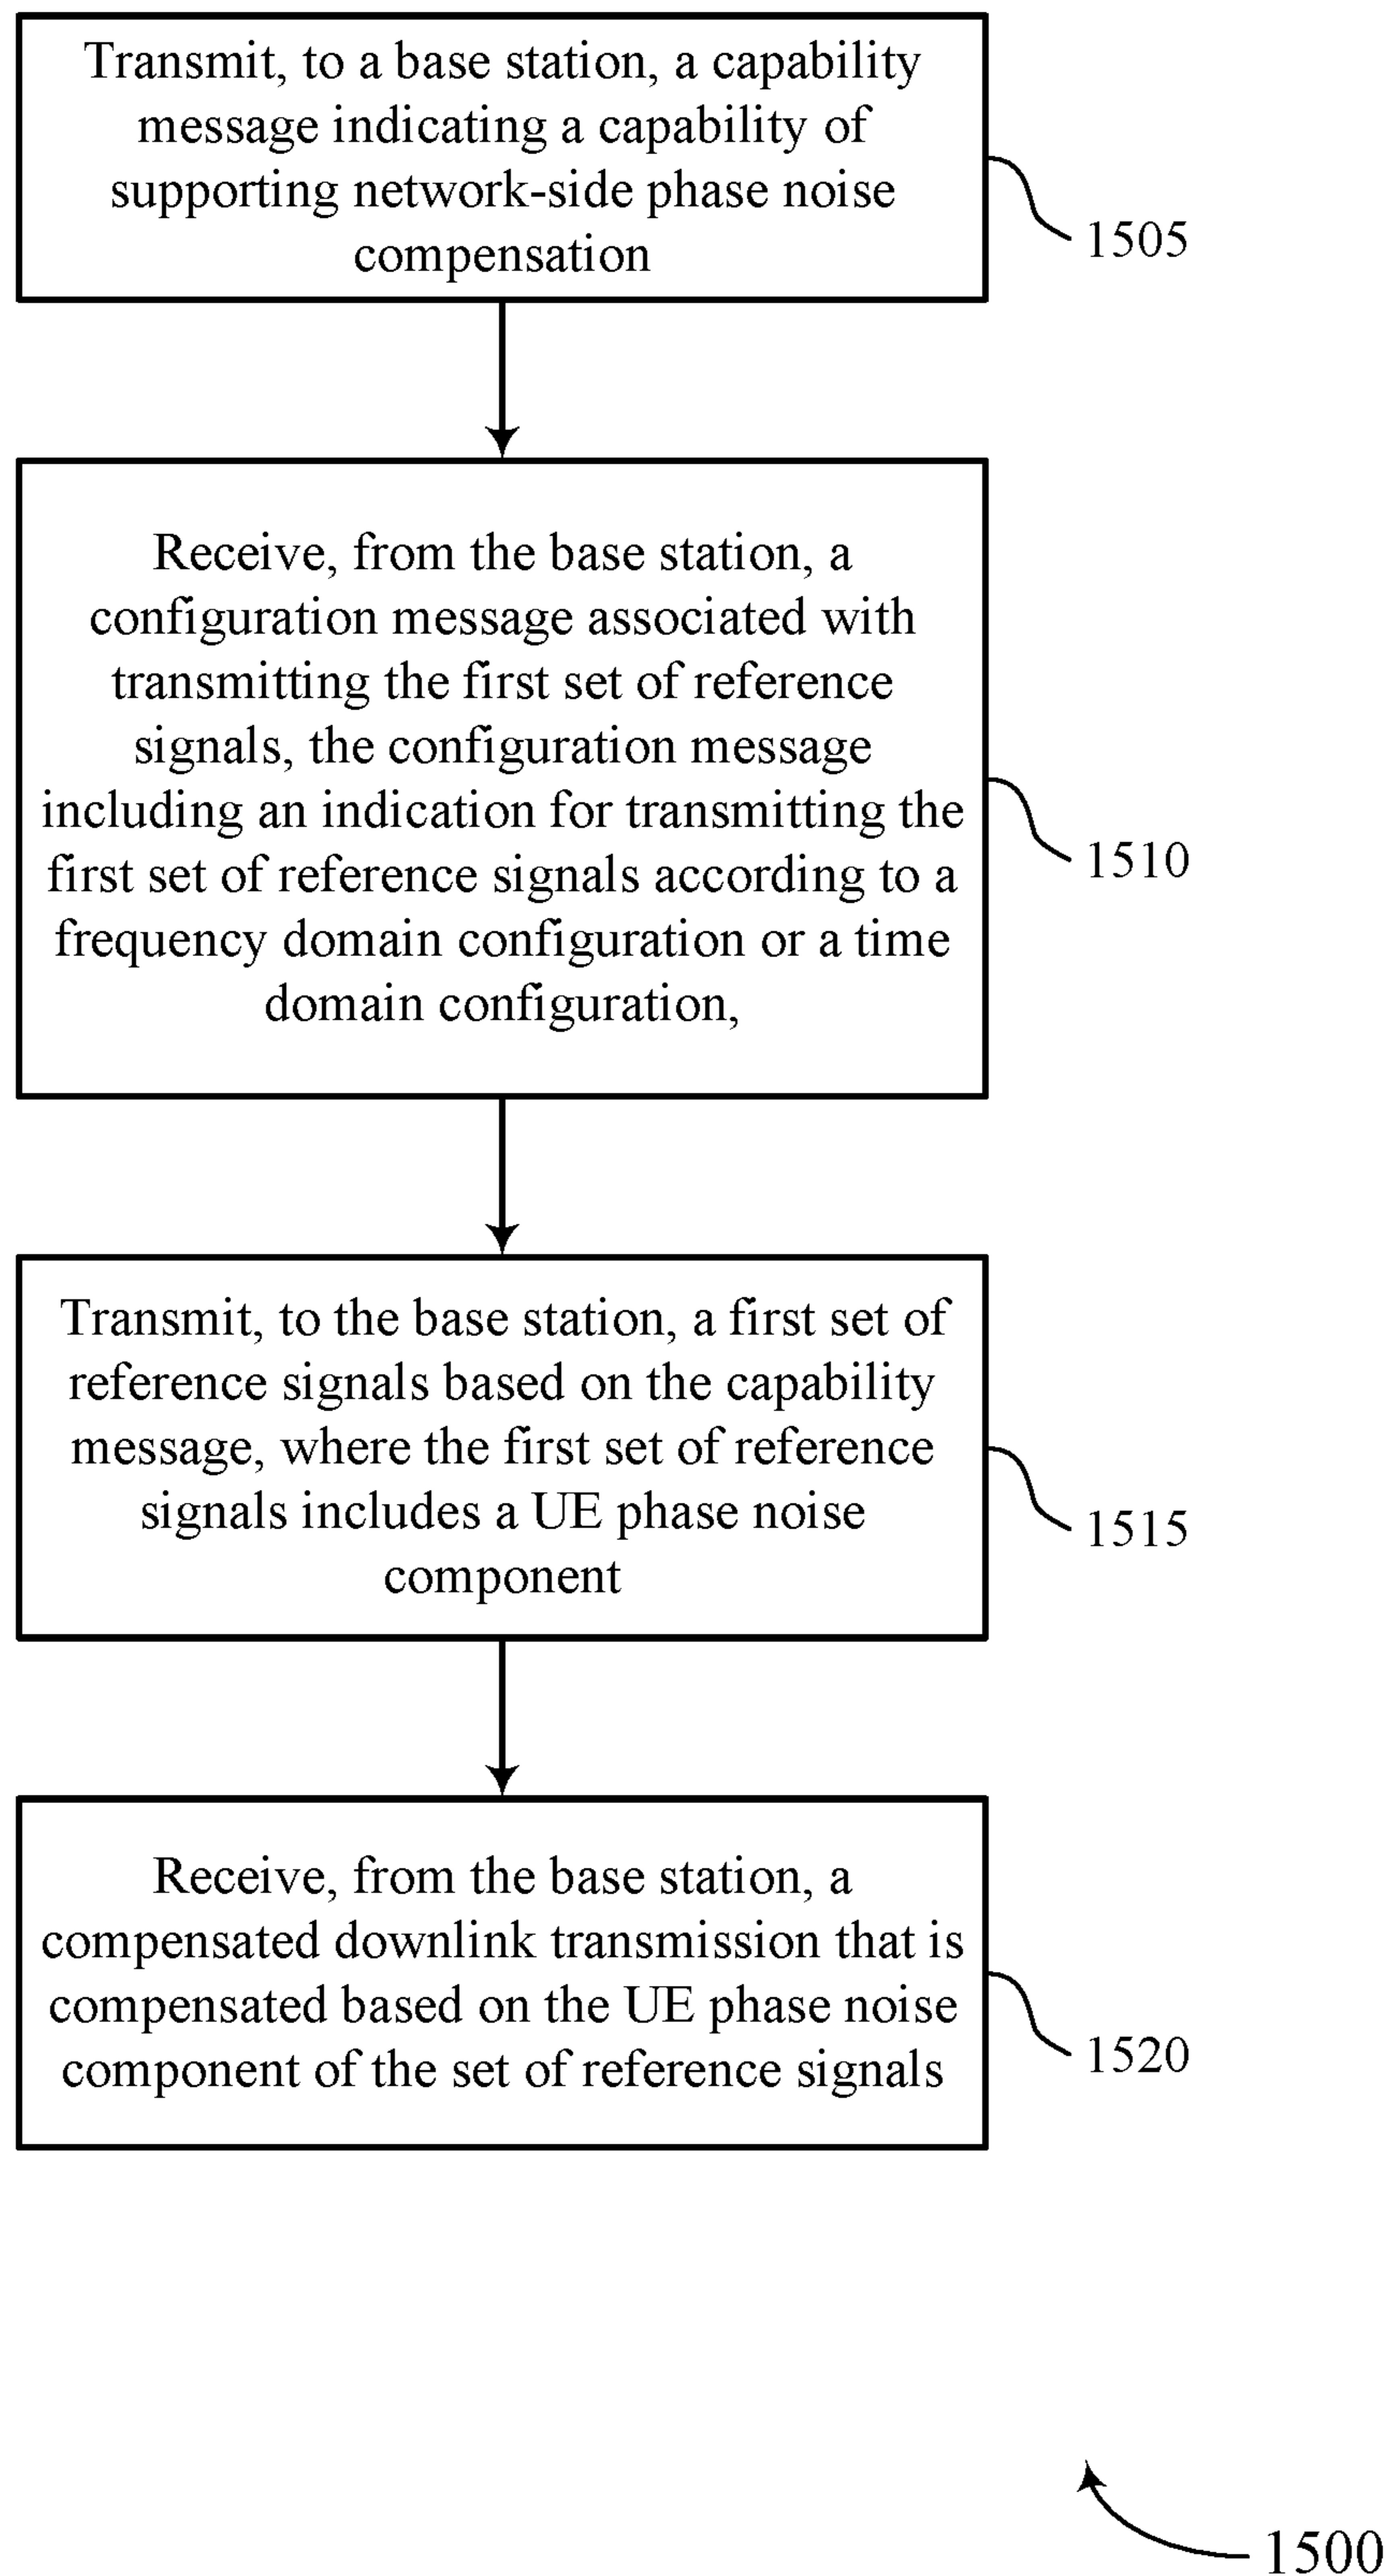 Transmit, to a base station, a capability
message indicating a capability of
supporting network-side phase noise
compensation
1505
Receive, from the base station, a
configuration message associated with
transmitting the first set of reference
signals, the configuration message
including an indication for transmitting the
first set of reference signals according to a
frequency domain configuration or a time
domain configuration,
1510
Transmit, to the base station, a first set of
reference signals based on the capability
message, where the first set of reference
signals includes a UE phase noise
component
1515
Receive, from the base station, a
compensated downlink transmission that is
compensated based on the UE phase noise
component of the set of reference signals
1520
1500